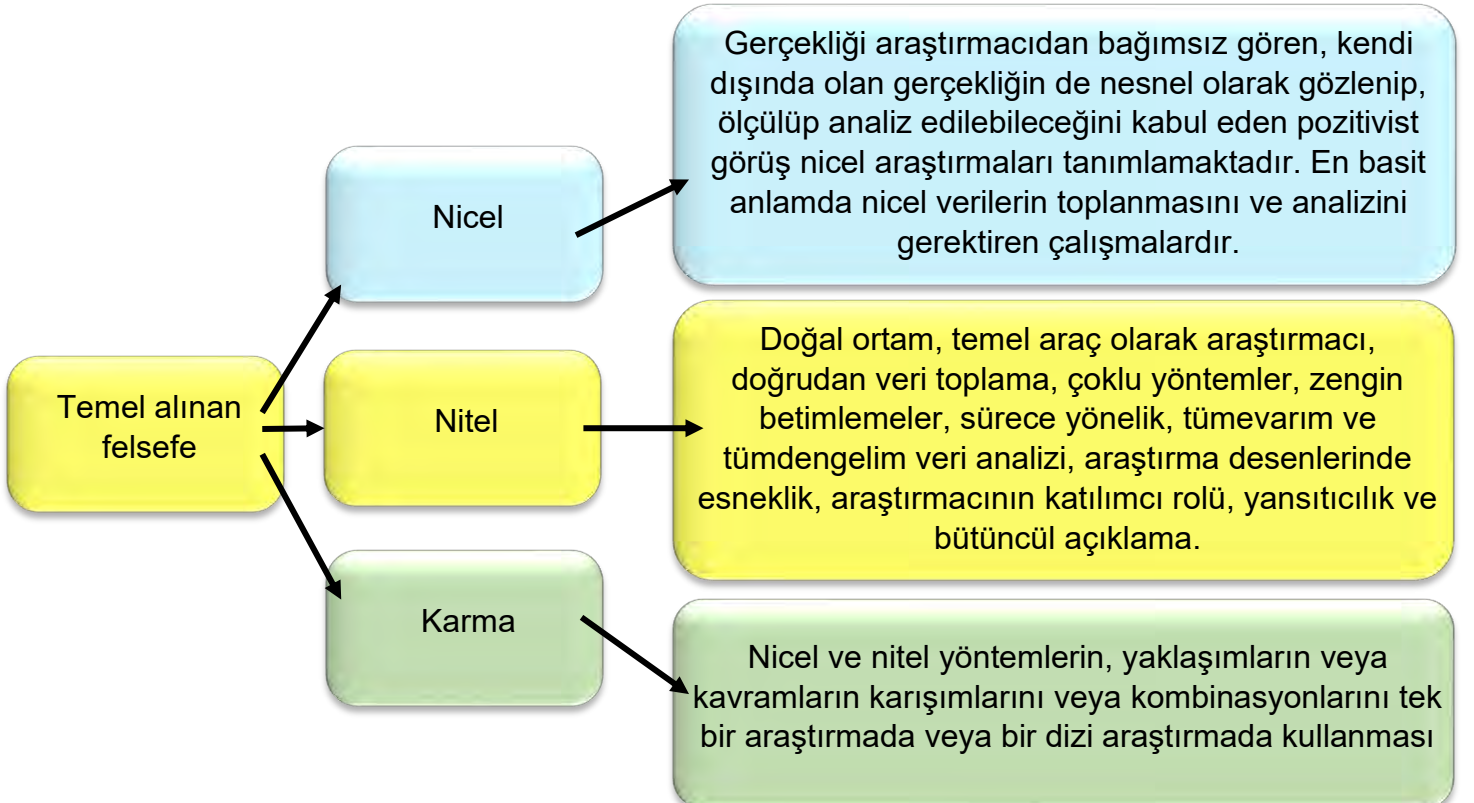 Temel alınan
felsefe
Nicel
Gerçekliği araştırmacıdan bağımsız gören, kendi
dışında olan gerçekliğin de nesnel olarak gözlenip,
ölçülüp analiz edilebileceğini kabul eden pozitivist
görüş nicel araştırmaları tanımlamaktadır. En basit
anlamda nicel verilerin toplanmasını ve analizini
gerektiren çalışmalardır.
Nitel
Doğal ortam, temel araç olarak araştırmacı,
doğrudan veri toplama, çoklu yöntemler, zengin
betimlemeler, sürece yönelik, tümevarım ve
tümdengelim veri analizi, araştırma desenlerinde
esneklik, araştırmacının katılımcı rolü, yansıtıcılık ve
bütüncül açıklama.
Karma
Nicel ve nitel yöntemlerin, yaklaşımların veya
kavramların karışımlarını veya kombinasyonlarını tek
bir araştırmada veya bir dizi araştırmada kullanması